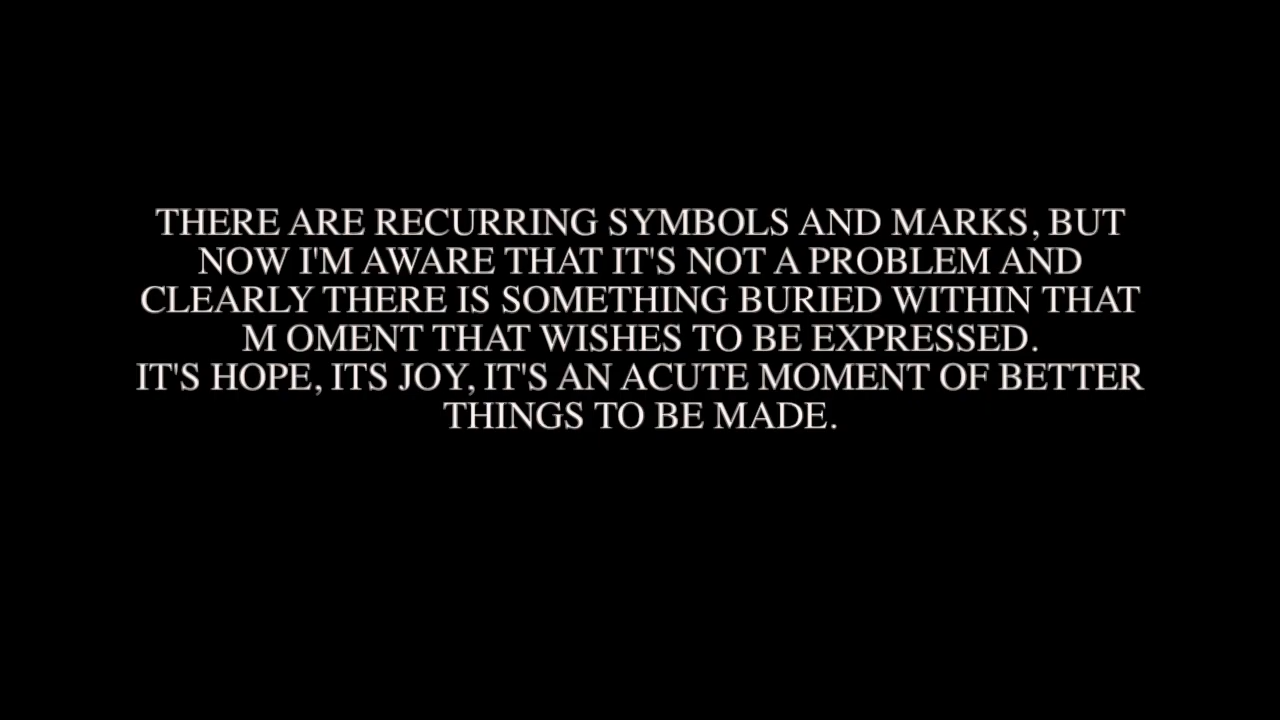 THERE ARE RECURRING SYMBOLS AND MARKS, BUT
NOW I'M AWARE THAT IT'S NOT A PROBLEM AND
CLEARLY THERE IS SOMETHING BURIED WITHIN THAT
M OMENT THAT WISHES TO BE EXPRESSED.
IT'S HOPE, ITS JOY, IT'S AN ACUTE MOMENT OF BETTER
THINGS TO BE MADE.